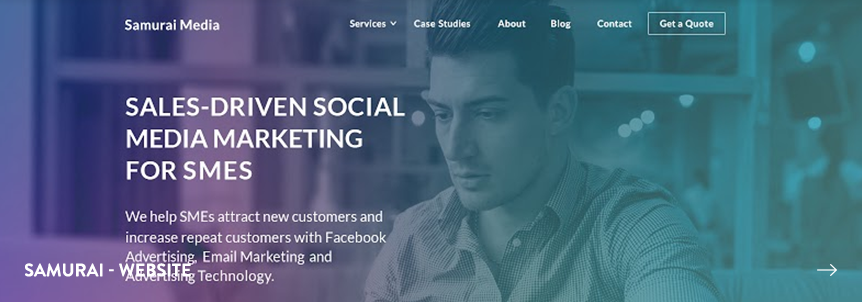 Samurai Media
Services Case Studies About Blog Contact Get a Quote
SALES-DRIVEN SOCIAL
MEDIA MARKETING
FOR SMES
We help SMEs attract new customers and
increase repeat customers with Facebook
Advertising, Email Marketing and
Advertising Technology.
SAMURAI - WEBSITE